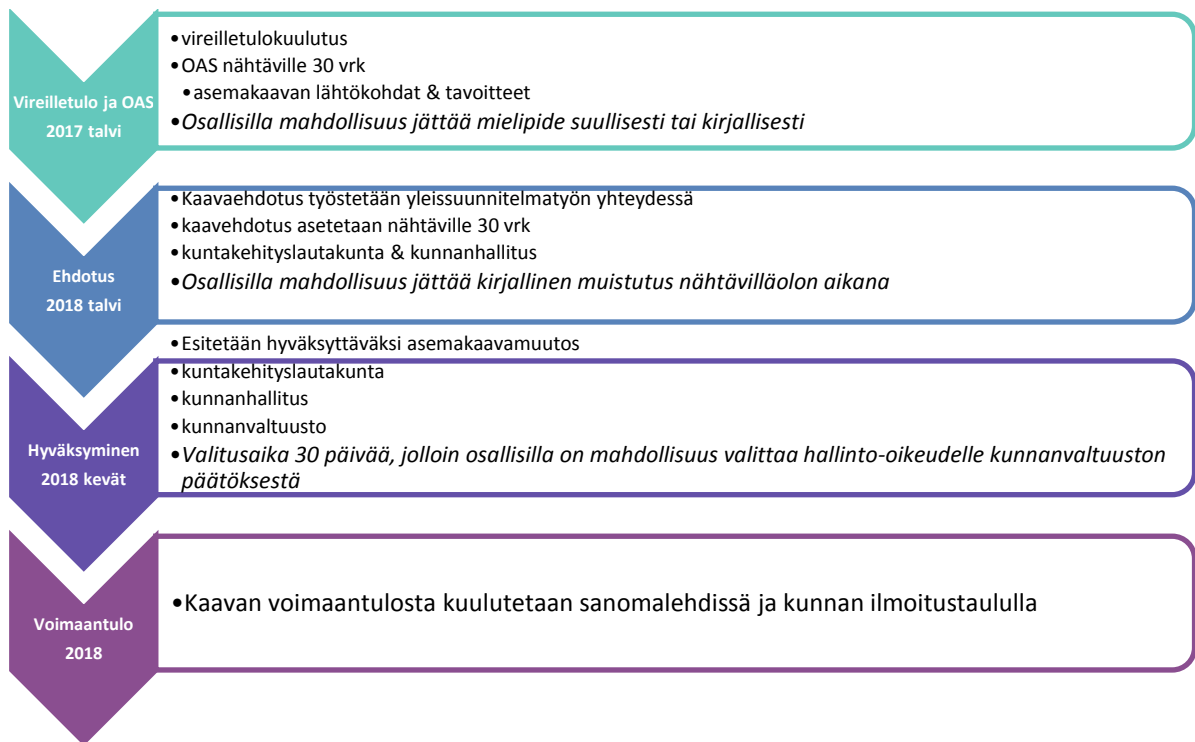 Vireilletulo ja OAS
2017 talvi
•vireilletulokuulutus
•OAS nähtäville 30 vrk
•asemakaavan lähtökohdat & tavoitteet
•Osallisilla mahdollisuus jättää mielipide suullisesti tai kirjallisesti
Ehdotus
2018 talvi
•Kaavaehdotus työstetään yleissuunnitelmatyön yhteydessä
•kaavehdotus asetetaan nähtäville 30 vrk
•kuntakehityslautakunta & kunnanhallitus
•Osallisilla mahdollisuus jättää kirjallinen muistutus nähtävilläolon aikana
Hyväksyminen
2018 kevät
•Esitetään hyväksyttäväksi asemakaavamuutos
•kuntakehityslautakunta
•kunnanhallitus
•kunnanvaltuusto
•Valitusaika 30 päivää, jolloin osallisilla on mahdollisuus valittaa hallinto-oikeudelle kunnanvaltuuston
päätöksestä
Voimaantulo
2018
•Kaavan voimaantulosta kuulutetaan sanomalehdissä ja kunnan ilmoitustaululla